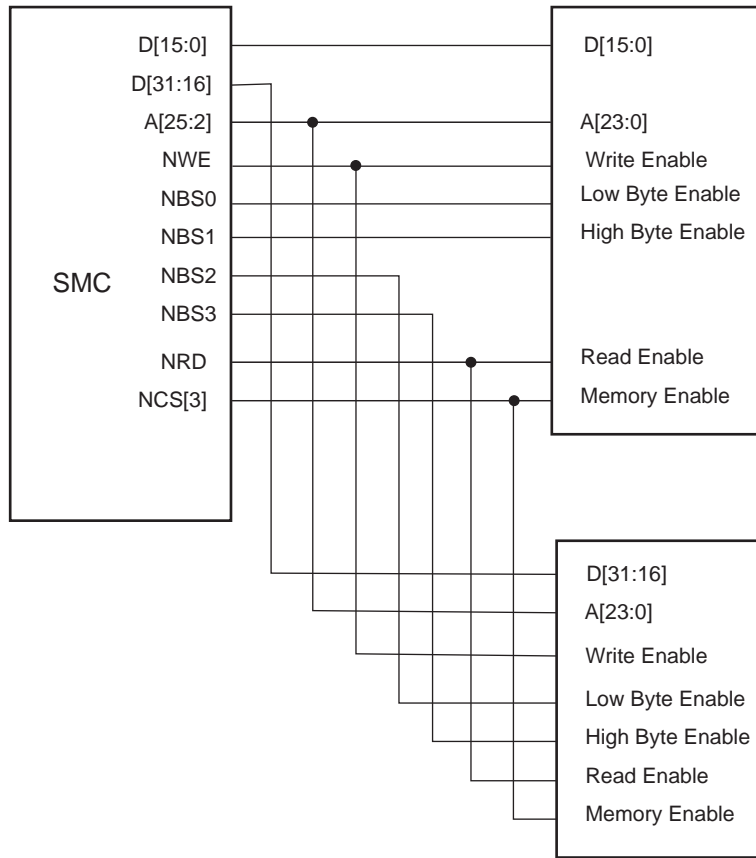 D[15:0]
D[31:16]
A[25:2]
NWE
NBS0
NBS1
NBS2
NBS3
NRD
NCS[3]
SMC
D[15:0]
A[23:0]
Write Enable
Low Byte Enable
High Byte Enable
Read Enable
Memory Enable
D[31:16]
A[23:0]
Write Enable
Low Byte Enable
High Byte Enable
Read Enable
Memory Enable